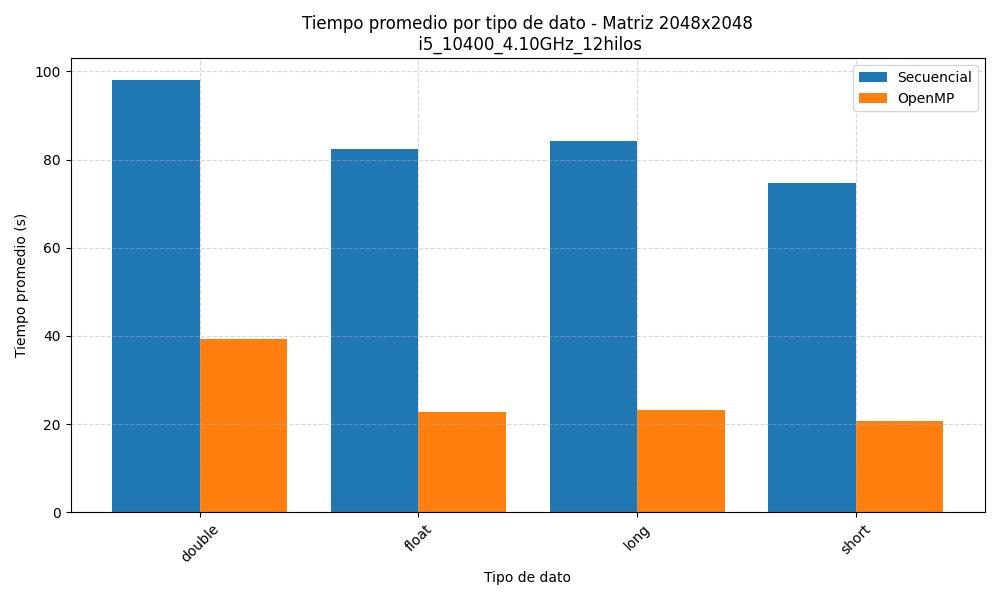 Tiempo promedio por tipo de dato - Matriz 2048x2048
i5_10400_4.10GHz_12hilos
Secuencial
OpenMP
Tiempo promedio (s)
100
80
60
40
20
0
double
float
long
short
Tipo de dato